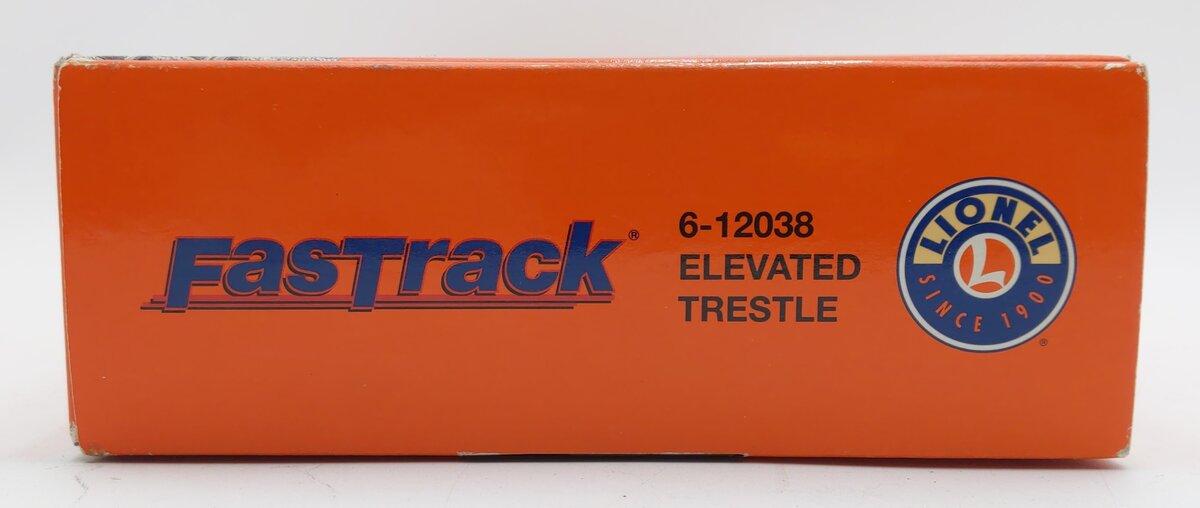 FasTrack®
6-12038
ELEVATED
TRESTLE
LIONEL
L
SINCE 1900
®